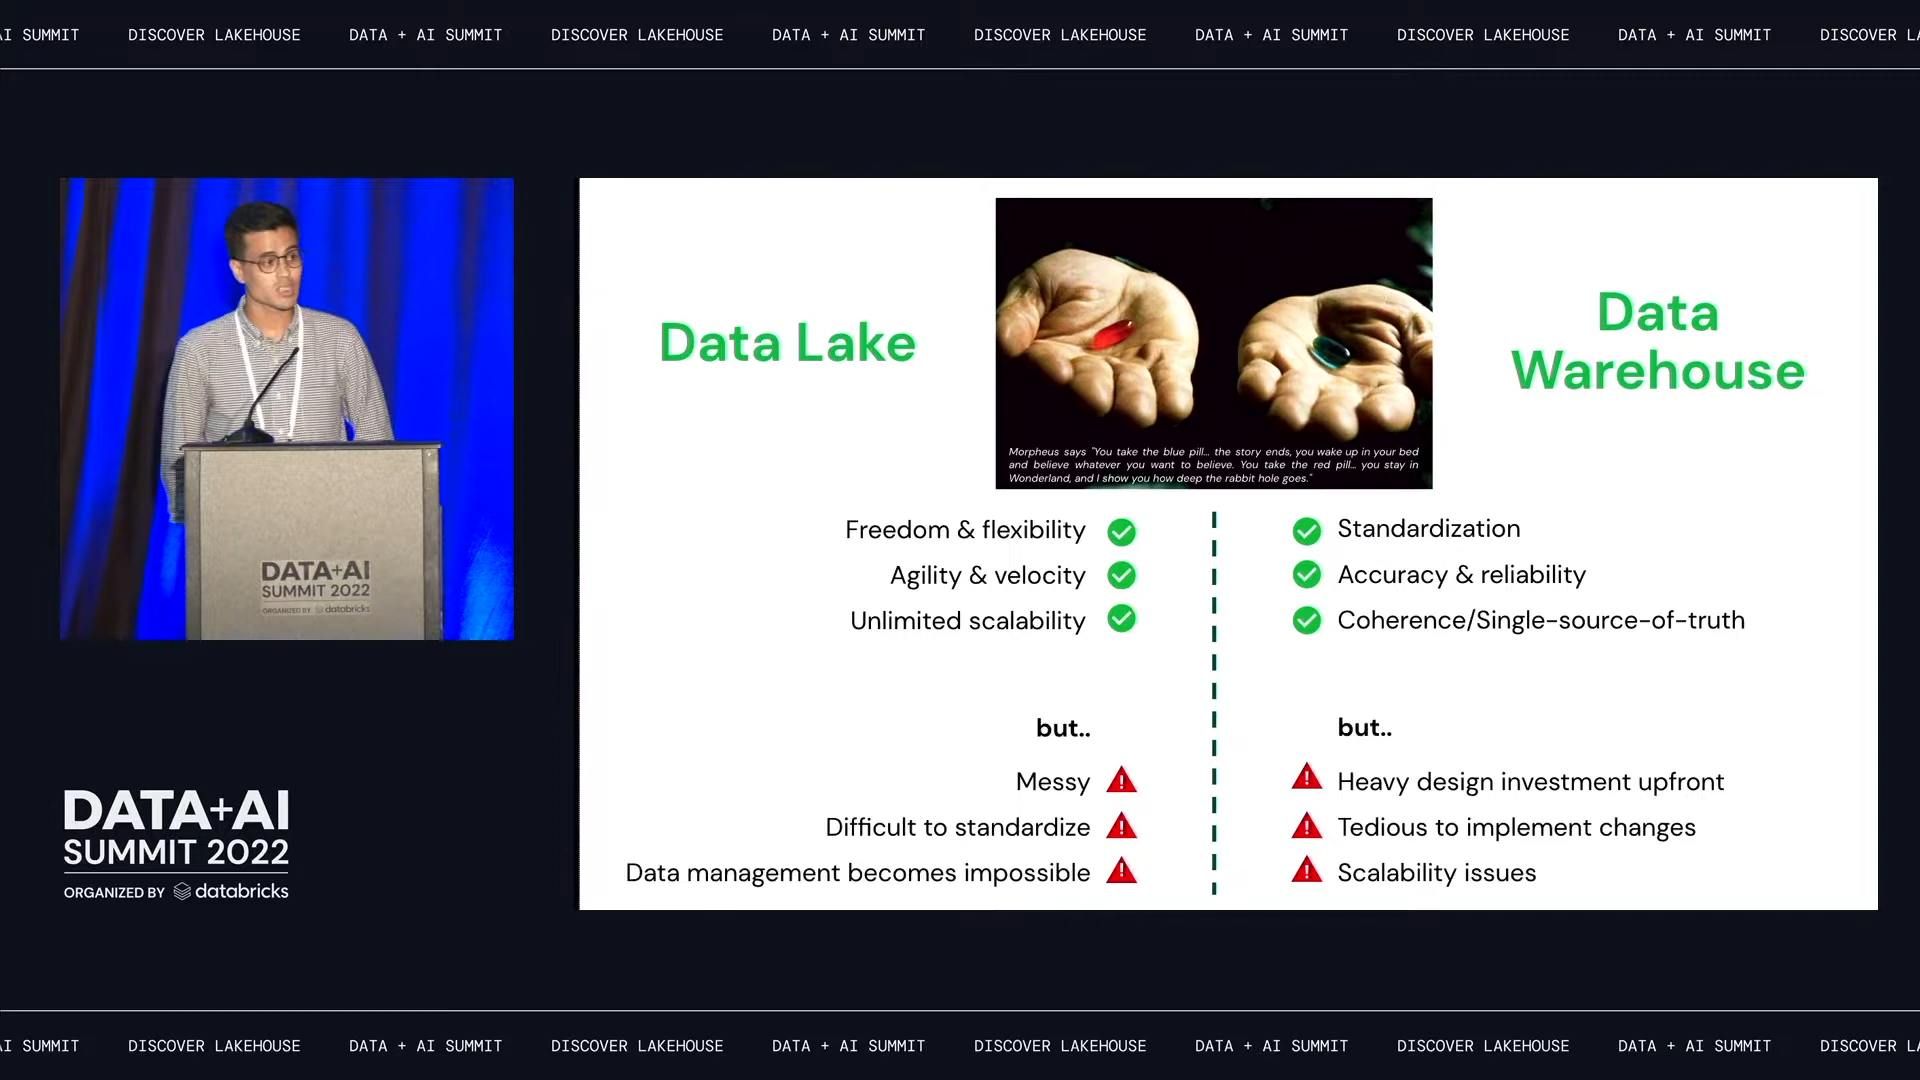 AI SUMMIT DISCOVER LAKEHOUSE DATA + AI SUMMIT DISCOVER LAKEHOUSE DATA + AI SUMMIT DISCOVER LAKEHOUSE DATA + AI SUMMIT DISCOVER LAKEHOUSE DATA + AI SUMMIT DISCOVER LA
DATA+AI
SUMMIT 2022
ORGANIZED BY databricks
DATA+AI
SUMMIT 2022
ORGANIZED BY databricks
Data Lake
Data
Warehouse
Morpheus says "You take the blue pill... the story ends, you wake up in your bed
and believe whatever you want to believe. You take the red pill... you stay in
Wonderland, and I show you how deep the rabbit hole goes."
Freedom & flexibility
Agility & velocity
Unlimited scalability
but..
Messy
Difficult to standardize
Data management becomes impossible
Standardization
Accuracy & reliability
Coherence/Single-source-of-truth
but..
Heavy design investment upfront
Tedious to implement changes
Scalability issues
AI SUMMIT DISCOVER LAKEHOUSE DATA + AI SUMMIT DISCOVER LAKEHOUSE DATA + AI SUMMIT DISCOVER LAKEHOUSE DATA + AI SUMMIT DISCOVER LAKEHOUSE DATA + AI SUMMIT DISCOVER LA